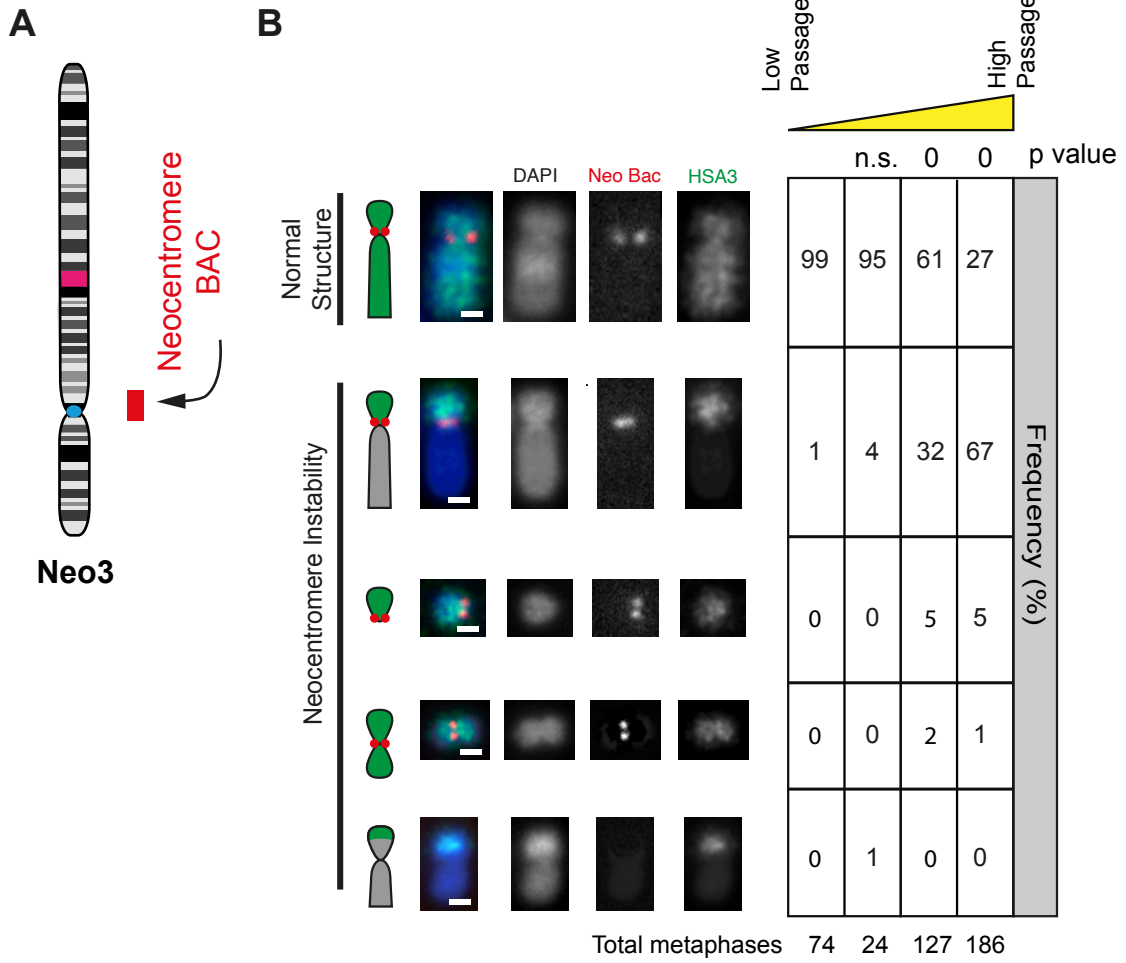 A
Neocentromere
BAC
Neo3
B
Low
Passage
High
Passage
n.s. 0 0 p value
DAPI Neo Bac HSA3
Normal
Structure
99 95 61 27
Neocentromere Instability
1 4 32 67
0 0 5 5
0 0 2 1
0 1 0 0
Frequency (%)
Total metaphases 74 24 127 186